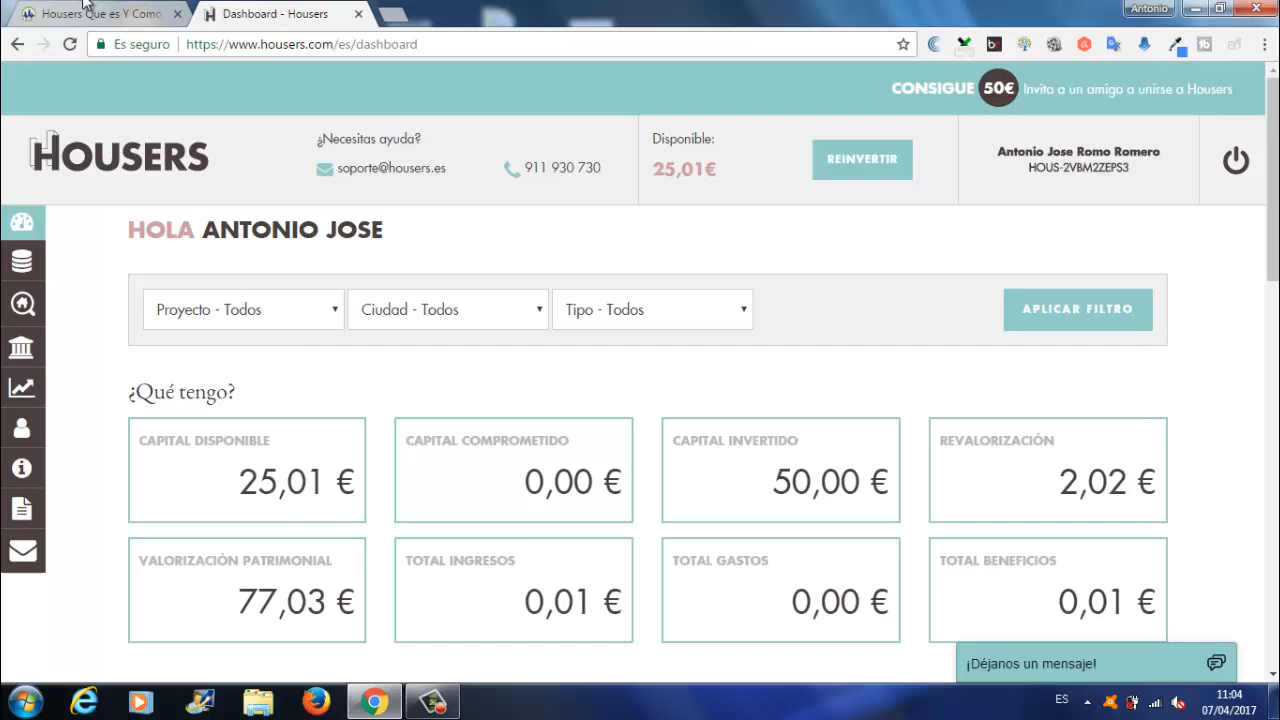 Housers Que es Y Como
Dashboard - Housers
Antonio
Es seguro
https://www.housers.com/es/dashboard
CONSIGUE 50€ Invita a un amigo a unirse a Housers
HOUSERS
¿Necesitas ayuda?
soporte@housers.es
911 930 730
Disponible:
25,01€
REINVERTIR
Antonio Jose Romo Romero
HOUS-2VBM2ZEPS3
HOLA ANTONIO JOSE
Proyecto - Todos
Ciudad - Todos
Tipo - Todos
APLICAR FILTRO
¿Qué tengo?
CAPITAL DISPONIBLE
25,01 €
CAPITAL COMPROMETIDO
0,00 €
CAPITAL INVERTIDO
50,00 €
REVALORIZACIÓN
2,02 €
VALORIZACIÓN PATRIMONIAL
77,03 €
TOTAL INGRESOS
0,01 €
TOTAL GASTOS
0,00 €
TOTAL BENEFICIOS
0,01 €
¡Déjanos un mensaje!
ES
11:04
07/04/2017